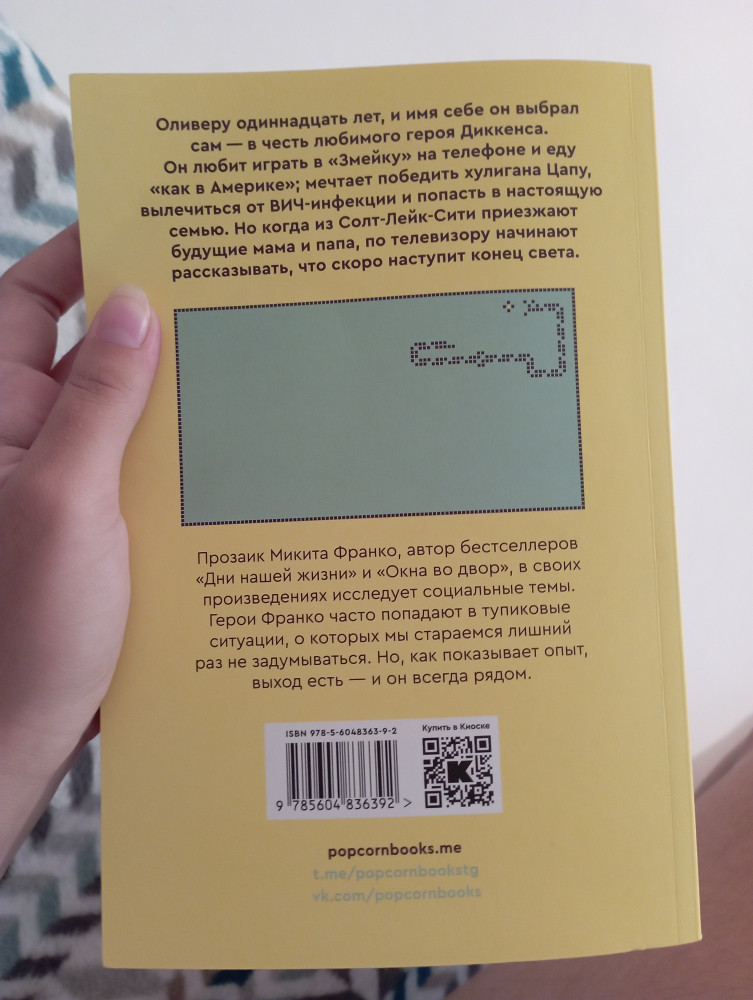 Оливеру одиннадцать лет, и имя себе он выбрал
сам — в честь любимого героя Диккенса.
Он любит играть в «Змейку» на телефоне и еду
«как в Америке»; мечтает победить хулигана Цапу,
вылечиться от ВИЧ-инфекции и попасть в настоящую
семью. Но когда из Солт-Лейк-Сити приезжают
будущие мама и папа, по телевизору начинают
рассказывать, что скоро наступит конец света.
Прозаик Микита Франко, автор бестселлеров
«Дни нашей жизни» и «Окна во двор», в своих
произведениях исследует социальные темы.
Герои Франко часто попадают в тупиковые
ситуации, о которых мы стараемся лишний
раз не задумываться. Но, как показывает опыт,
выход есть — и он всегда рядом.
ISBN 978-5-6048363-9-2
Купить в Киоске
K
9 785604 836392 >
popcornbooks.me
t.me/popcornbookstg
vk.com/popcornbooks